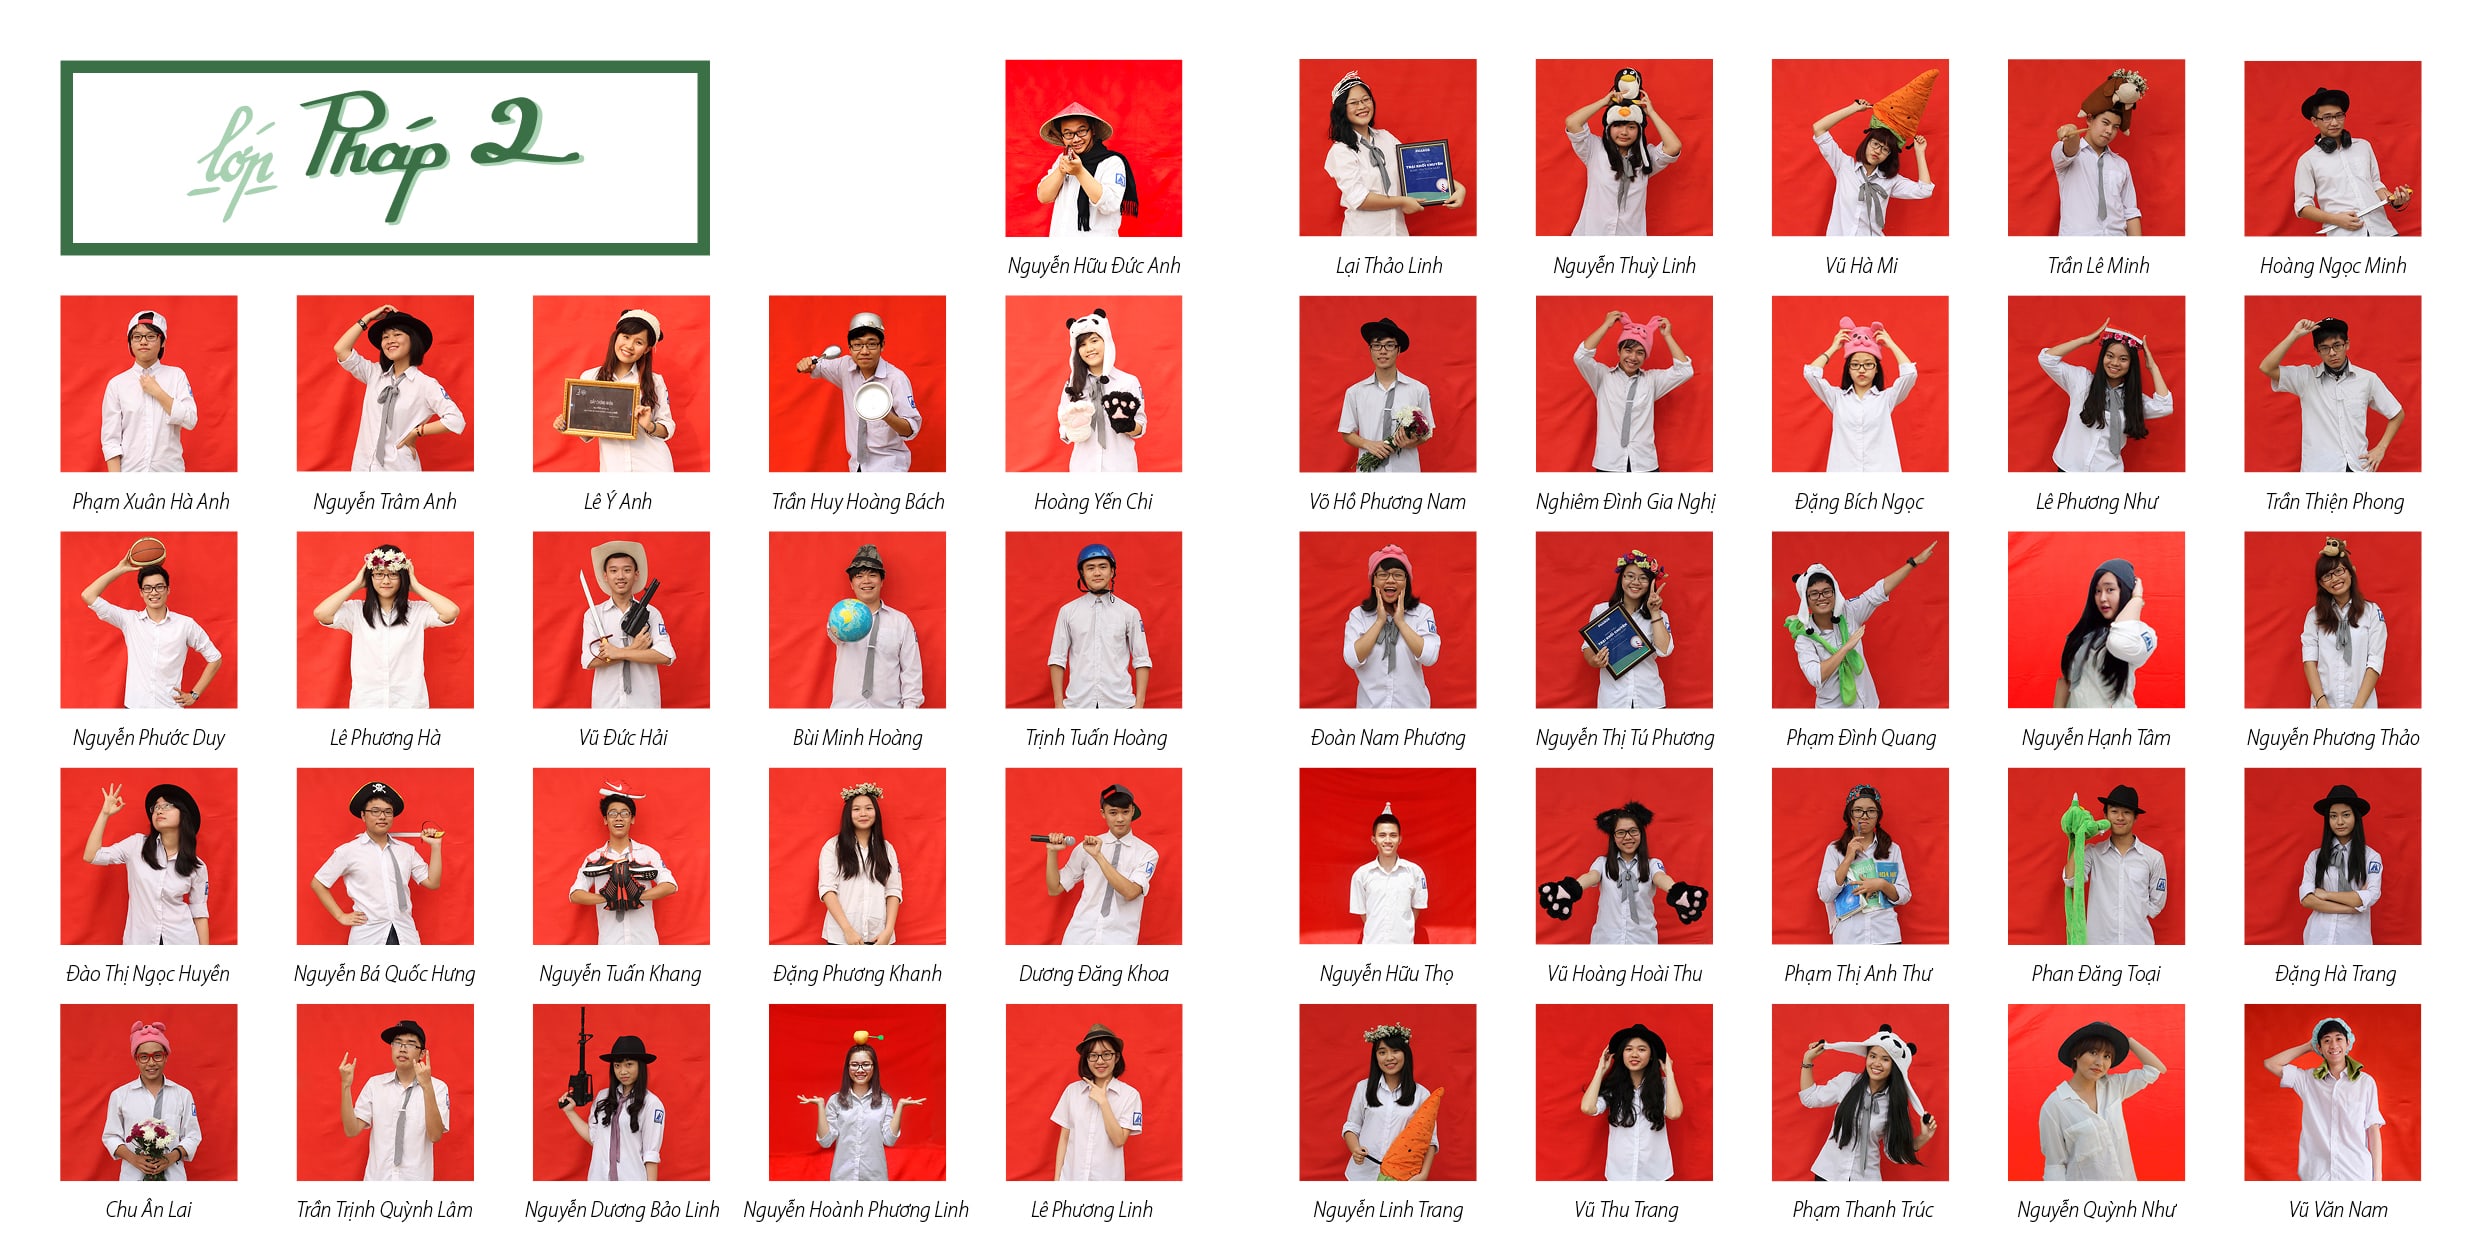 lớp Pháp 2
Nguyễn Hữu Đức Anh
Phạm Xuân Hà Anh
Nguyễn Trâm Anh
Lê Ý Anh
Trần Huy Hoàng Bách
Hoàng Yến Chi
Nguyễn Phước Duy
Lê Phương Hà
Vũ Đức Hải
Bùi Minh Hoàng
Trịnh Tuấn Hoàng
Đào Thị Ngọc Huyền
Nguyễn Bá Quốc Hưng
Nguyễn Tuấn Khang
Đặng Phương Khanh
Dương Đăng Khoa
Chu Ân Lai
Trần Trịnh Quỳnh Lâm
Nguyễn Dương Bảo Linh
Nguyễn Hoành Phương Linh
Lê Phương Linh
Lại Thảo Linh
TRẠI KHỐI CHUYÊN
Nguyễn Thuỳ Linh
Vũ Hà Mi
Trần Lê Minh
Hoàng Ngọc Minh
Võ Hồ Phương Nam
Nghiêm Đình Gia Nghị
Đặng Bích Ngọc
Lê Phương Như
Trần Thiện Phong
Đoàn Nam Phương
Nguyễn Thị Tú Phương
TRẠI KHỐI CHUYÊN
Phạm Đình Quang
Nguyễn Hạnh Tâm
Nguyễn Phương Thảo
Nguyễn Hữu Thọ
Vũ Hoàng Hoài Thu
Phạm Thị Anh Thư
Phan Đăng Toại
Đặng Hà Trang
Nguyễn Linh Trang
Vũ Thu Trang
Phạm Thanh Trúc
Nguyễn Quỳnh Như
Vũ Văn Nam